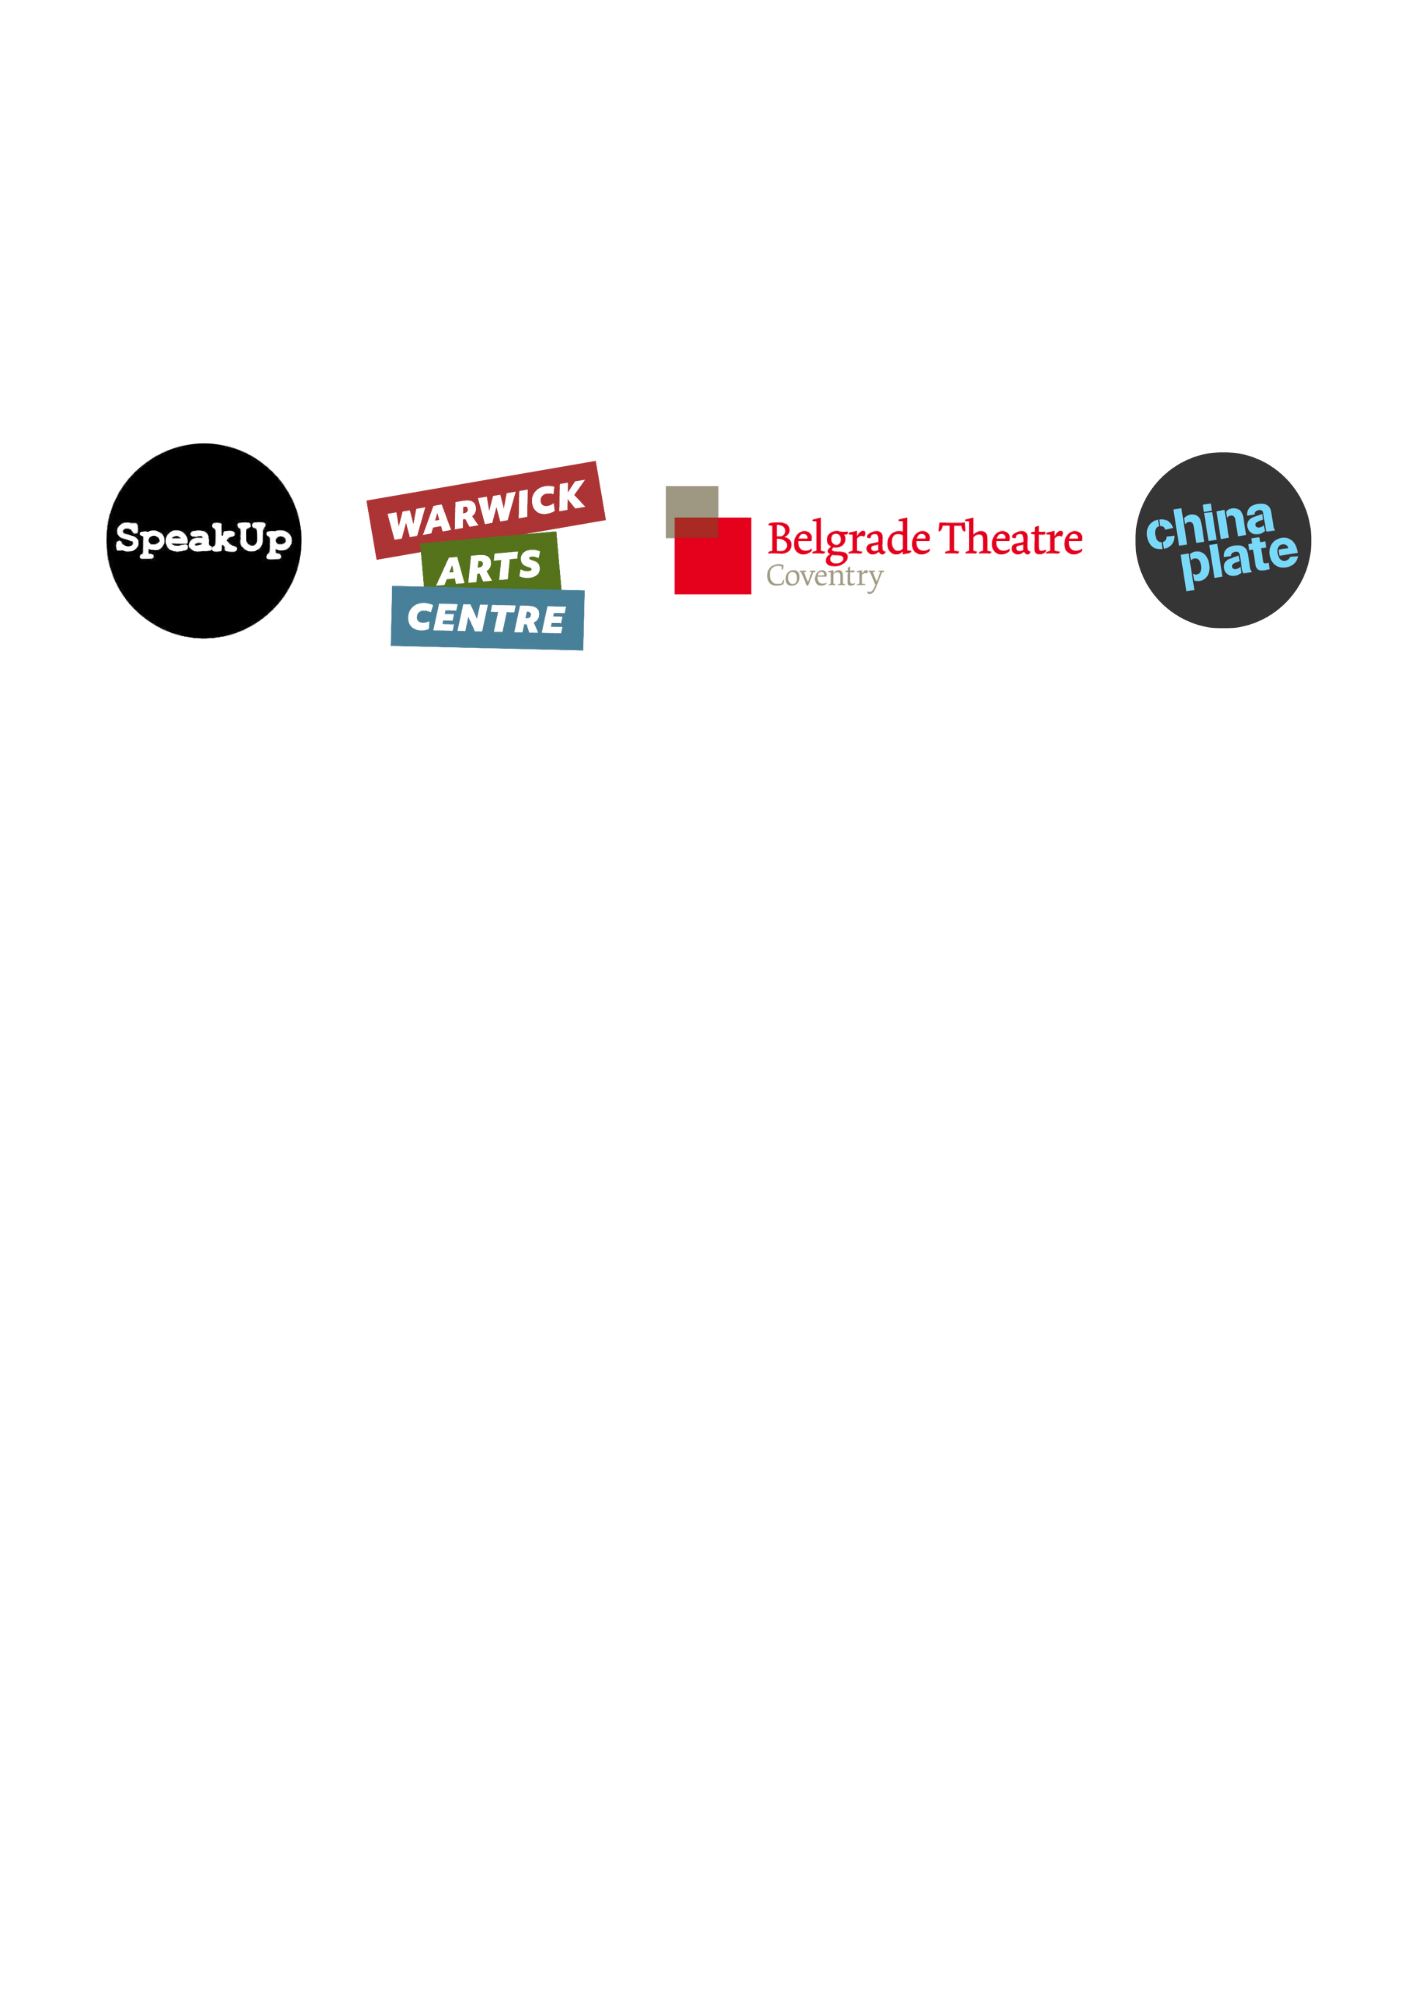 SpeakUp
WARWICK
ARTS
CENTRE
Belgrade Theatre
Coventry
china
plate